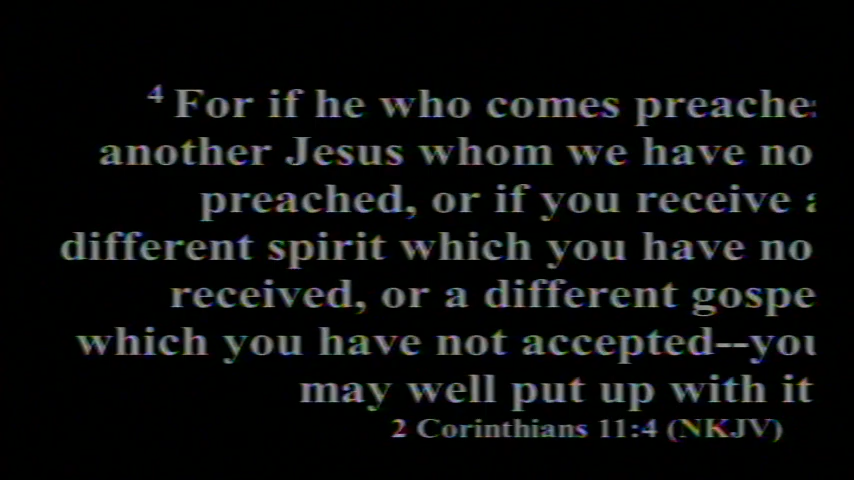 4 For if he who comes preaches
another Jesus whom we have no
preached, or if you receive a
different spirit which you have no
received, or a different gospe
which you have not accepted--you
may well put up with it
2 Corinthians 11:4 (NKJV)